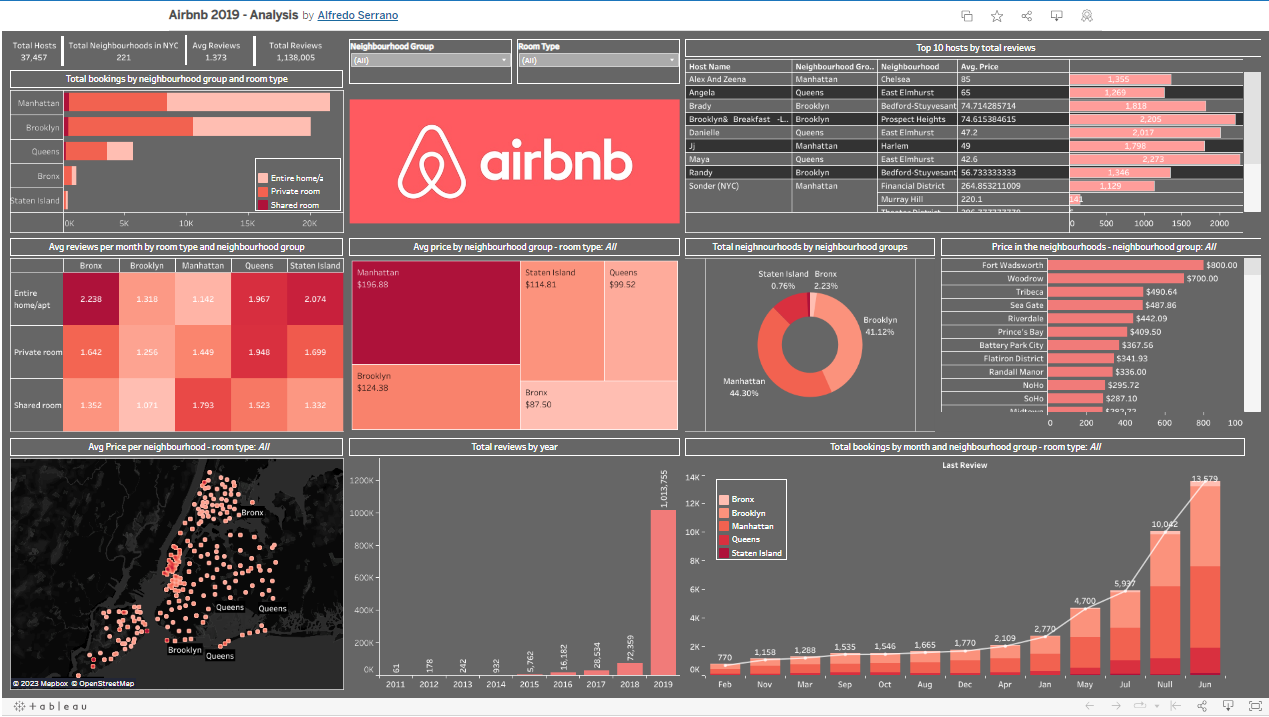 Airbnb 2019 - Analysis by Alfredo Serrano
Total Hosts
37,457
Total Neighbourhoods in NYC
221
Avg Reviews
1.373
Total Reviews
1,138,005
Neighbourhood Group
(All)
Room Type
(All)
Total bookings by neighbourhood group and room type
Manhattan
Brooklyn
Queens
Bronx
Staten Island
Entire home/a
Private room
Shared room
0K 5K 10K 15K 20K
airbnb
Top 10 hosts by total reviews
Host Name Neighbourhood Gro.. Neighbourhood Avg. Price
Alex And Zeena Manhattan Chelsea 85 1,355
Angela Queens East Elmhurst 65 1,269
Brady Brooklyn Bedford-Stuyvesant 74.714285714 1,818
Brooklyn& Breakfast -L.. Brooklyn Prospect Heights 74.615384615 2,205
Danielle Queens East Elmhurst 47.2 2,017
Jj Manhattan Harlem 49 1,798
Maya Queens East Elmhurst 42.6 2,273
Randy Brooklyn Bedford-Stuyvesant 56.733333333 1,346
Sonder (NYC) Manhattan Financial District 264.853211009 1,129
Murray Hill 220.1 141
Theater District
0 500 1000 1500 2000
Avg reviews per month by room type and neighbourhood group
Bronx Brooklyn Manhattan Queens Staten Island
Entire
home/apt
2.238 1.318 1.142 1.967 2.074
Private room 1.642 1.256 1.449 1.948 1.699
Shared room 1.352 1.071 1.793 1.523 1.332
Avg price by neighbourhood group - room type: All
Manhattan
$196.88
Staten Island
$114.81
Queens
$99.52
Brooklyn
$124.38
Bronx
$87.50
Total neighnourhoods by neighbourhood groups
Staten Island
0.76%
Bronx
2.23%
Brooklyn
41.12%
Manhattan
44.30%
Price in the neighbourhoods - neighbourhood group: All
Fort Wadsworth $800.00
Woodrow $700.00
Tribeca $490.64
Sea Gate $487.86
Riverdale $442.09
Prince's Bay $409.50
Battery Park City $367.56
Flatiron District $341.93
Randall Manor $336.00
NoHo $295.72
SoHo $287.10
Midtown $282.72
0 200 400 600 800 100
Avg Price per neighbourhood - room type: All
Bronx
Queens
Queens
Brooklyn
Queens
© 2023 Mapbox © OpenStreetMap
Total reviews by year
1200K
1000K
800K
600K
400K
200K
0K
61
178
242
932
5,762
16,182
28,534
72,359
1,013,755
2011 2012 2013 2014 2015 2016 2017 2018 2019
Total bookings by month and neighbourhood group - room type: All
Last Review
14K
12K
10K
8K
6K
4K
2K
0K
Bronx
Brooklyn
Manhattan
Queens
Staten Island
770 1,158 1,288 1,535 1,546 1,665 1,770 2,109 2,770 4,700 5,937 10,042 13,579
Feb Nov Mar Sep Oct Aug Dec Apr Jan May Jul Null Jun
+ableau